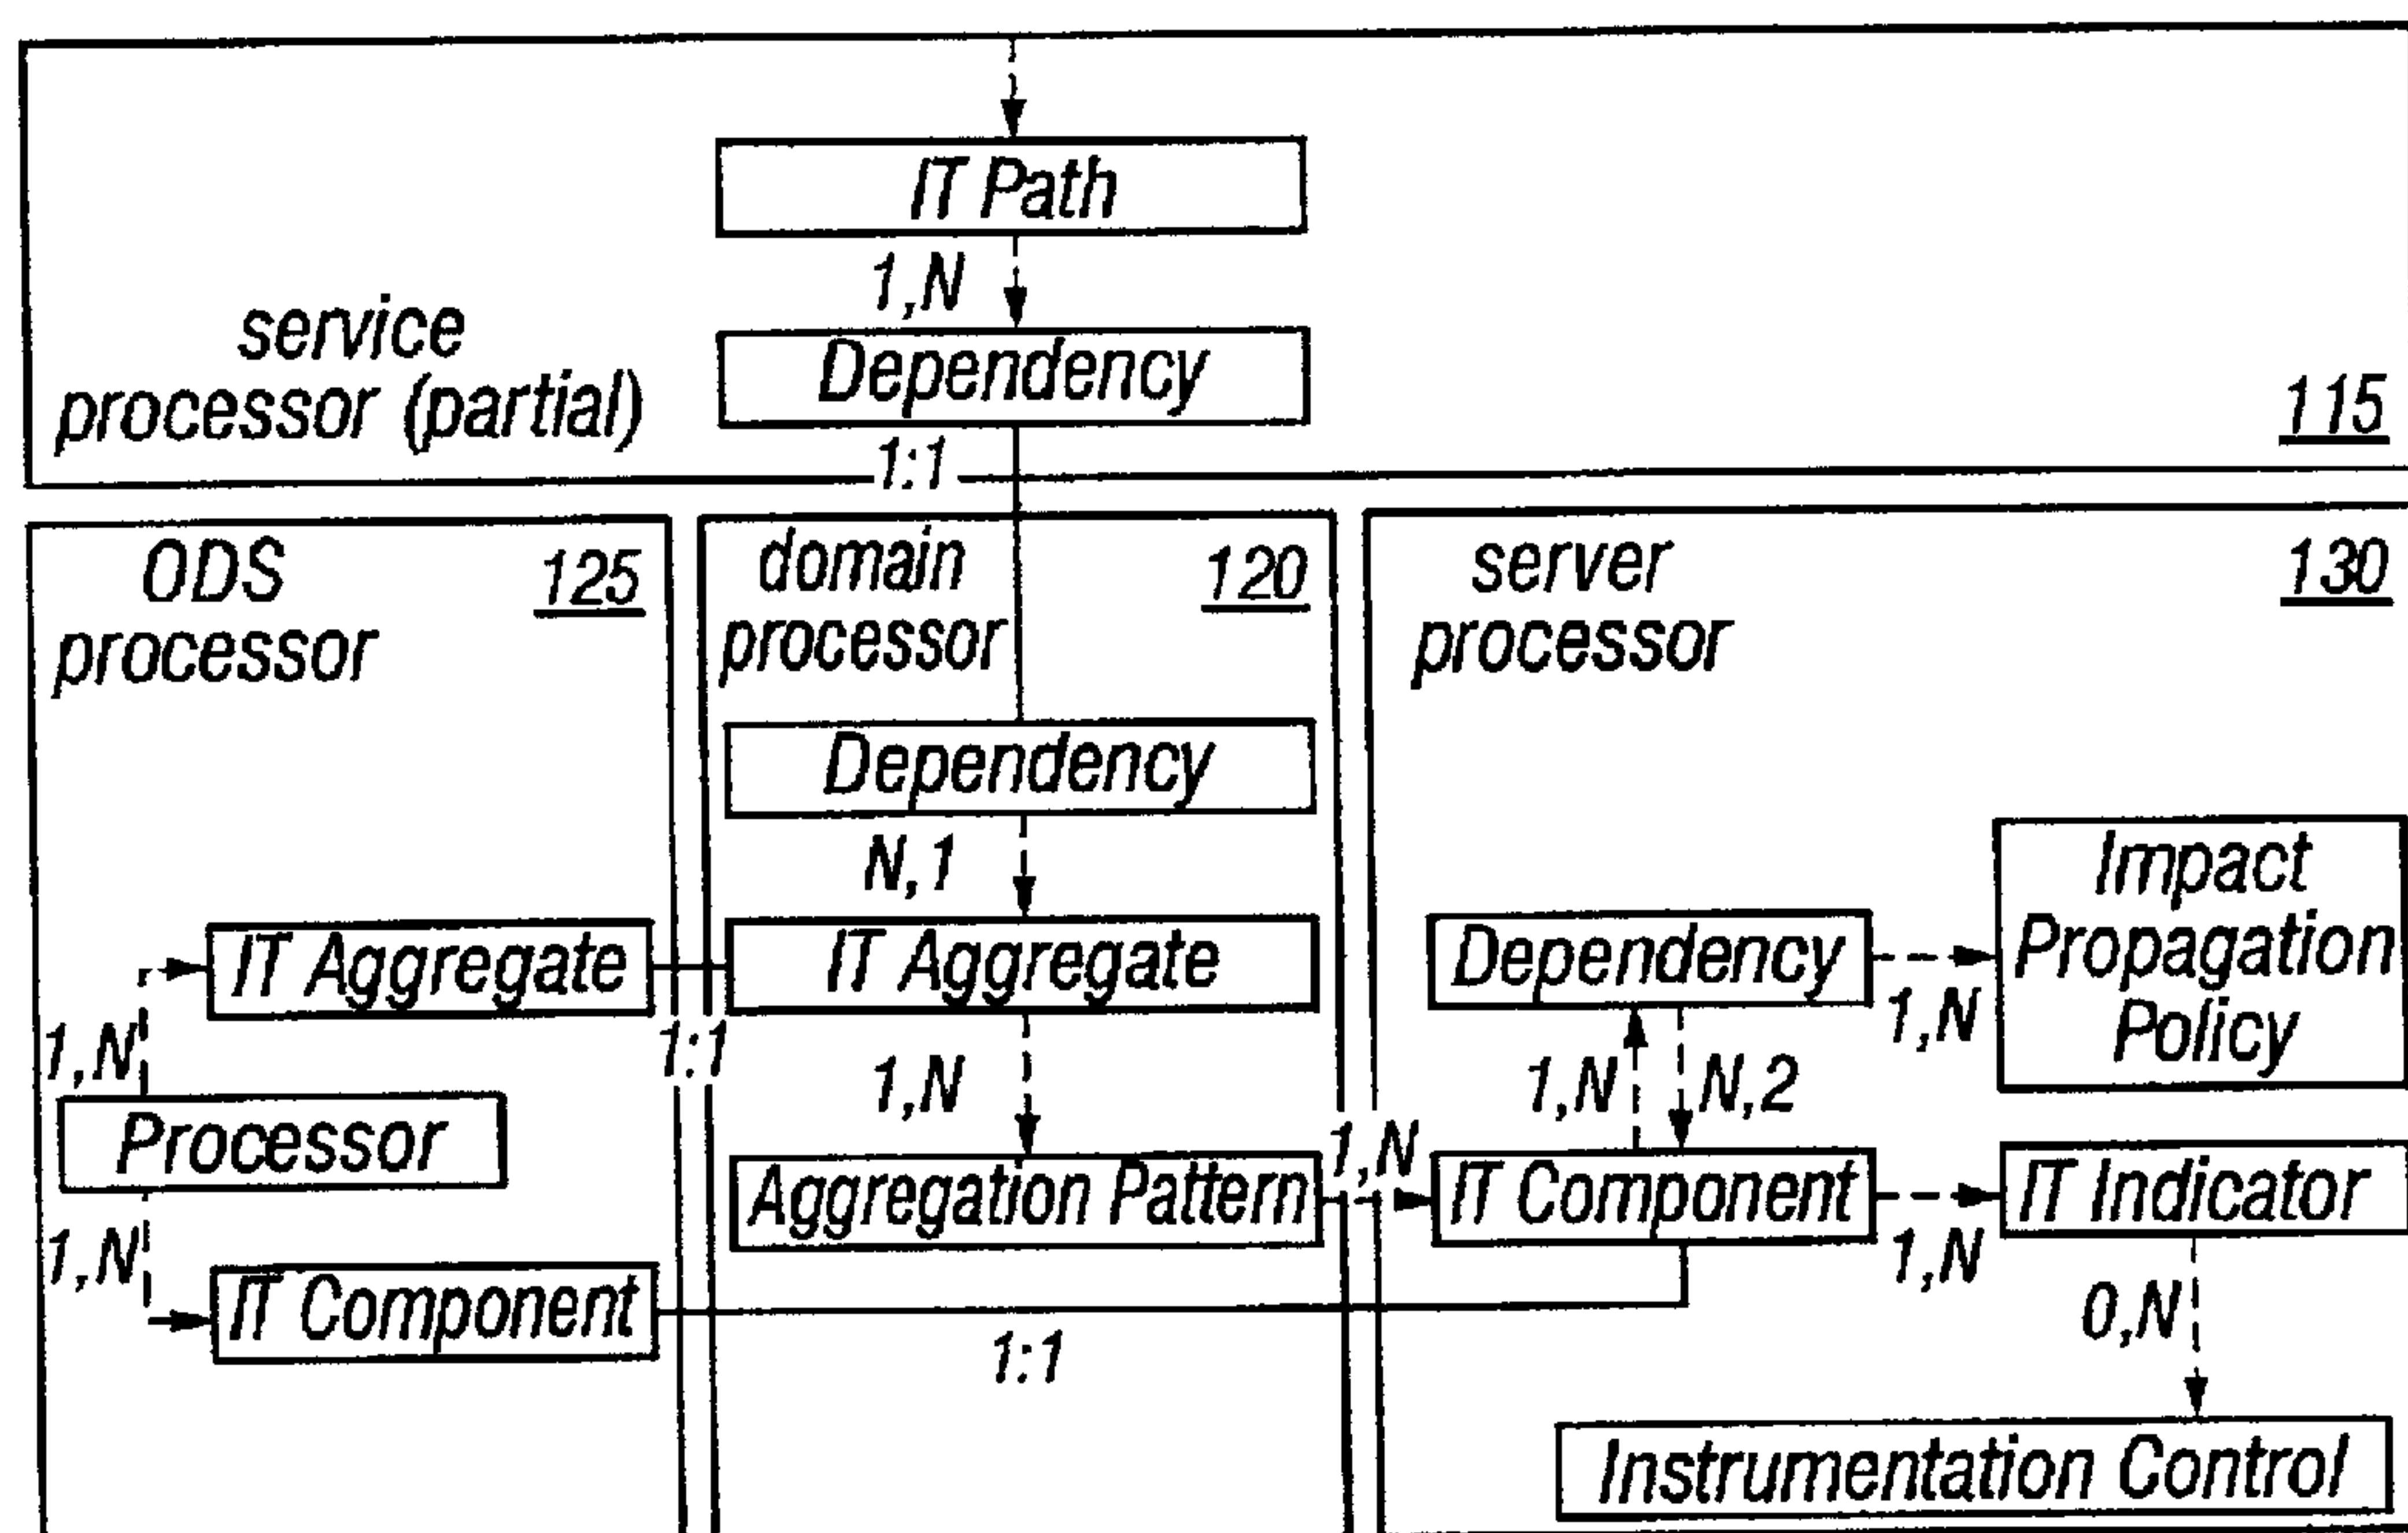 IT Path
1,N
Dependency
service
processor (partial)
115
1:1
ODS
processor
125
domain
processor
120
server
processor
130
Dependency
N,1
IT Aggregate
IT Aggregate
1:1
1,N
Processor
1,N
IT Component
1:1
1,N
Aggregation Pattern
1,N
Dependency
1,N
Impact
Propagation
Policy
1,N
N,2
IT Component
1,N
IT Indicator
0,N
Instrumentation Control